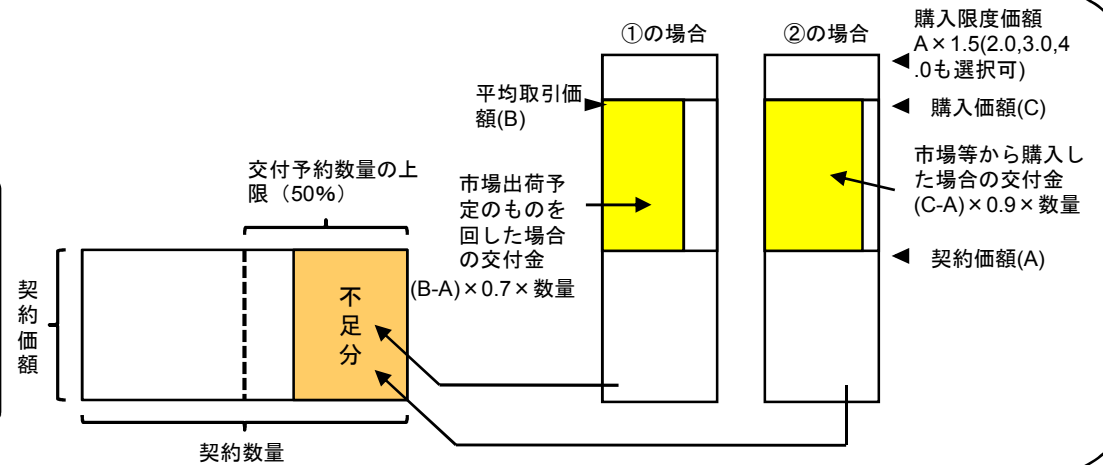 ①の場合
②の場合
購入限度価額
A×1.5(2.0,3.0,4
.0も選択可)
平均取引価
額(B)
購入価額(C)
市場等から購入し
た場合の交付金
(C-A)×0.9×数量
交付予約数量の上
限（50%）
市場出荷予
定のものを
回した場合
の交付金
(B-A)×0.7×数量
契約価額(A)
契
約
価
額
不
足
分
契約数量